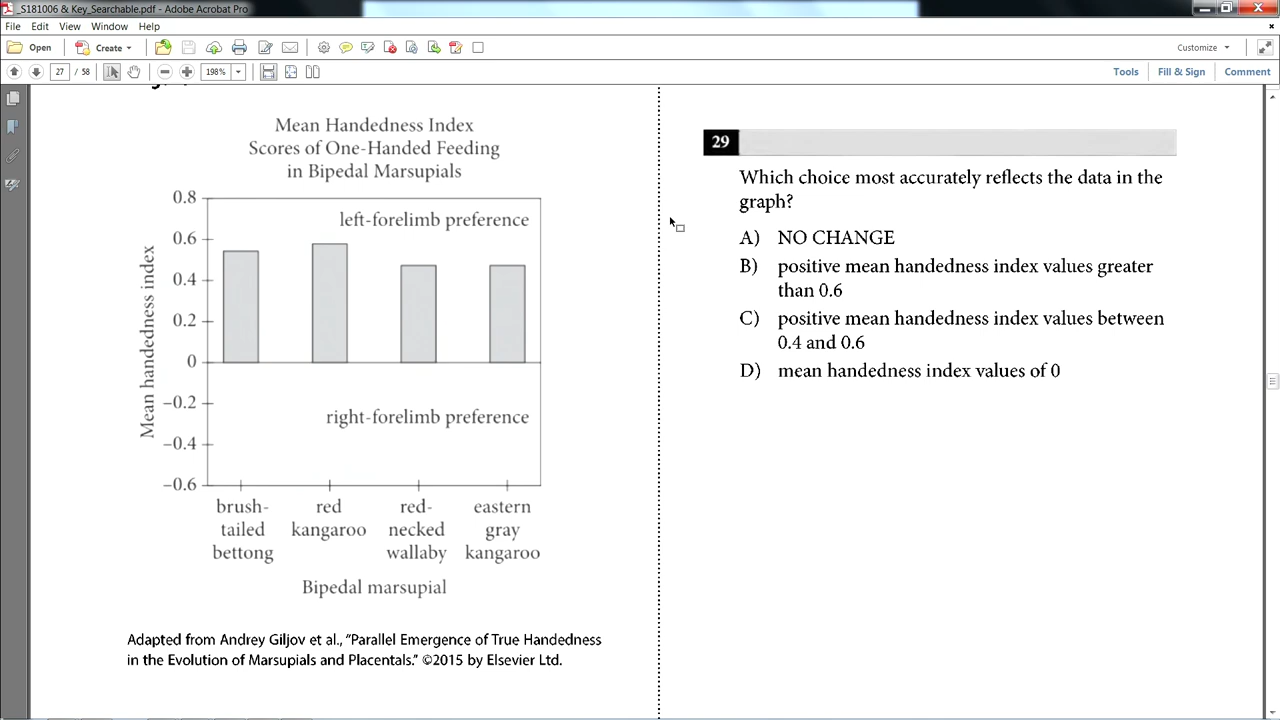 _S181006 & Key_Searchable.pdf - Adobe Acrobat Pro
File Edit View Window Help
Open Create Customize
27 / 58 198% Tools Fill & Sign Comment
Mean Handedness Index
Scores of One-Handed Feeding
in Bipedal Marsupials
Mean handedness index
0.8
0.6
0.4
0.2
0
–0.2
–0.4
–0.6
left-forelimb preference
right-forelimb preference
brush-
tailed
bettong
red
kangaroo
red-
necked
wallaby
eastern
gray
kangaroo
Bipedal marsupial
Adapted from Andrey Giljov et al., “Parallel Emergence of True Handedness
in the Evolution of Marsupials and Placentals.” ©2015 by Elsevier Ltd.
29
Which choice most accurately reflects the data in the
graph?
A) NO CHANGE
B) positive mean handedness index values greater
than 0.6
C) positive mean handedness index values between
0.4 and 0.6
D) mean handedness index values of 0